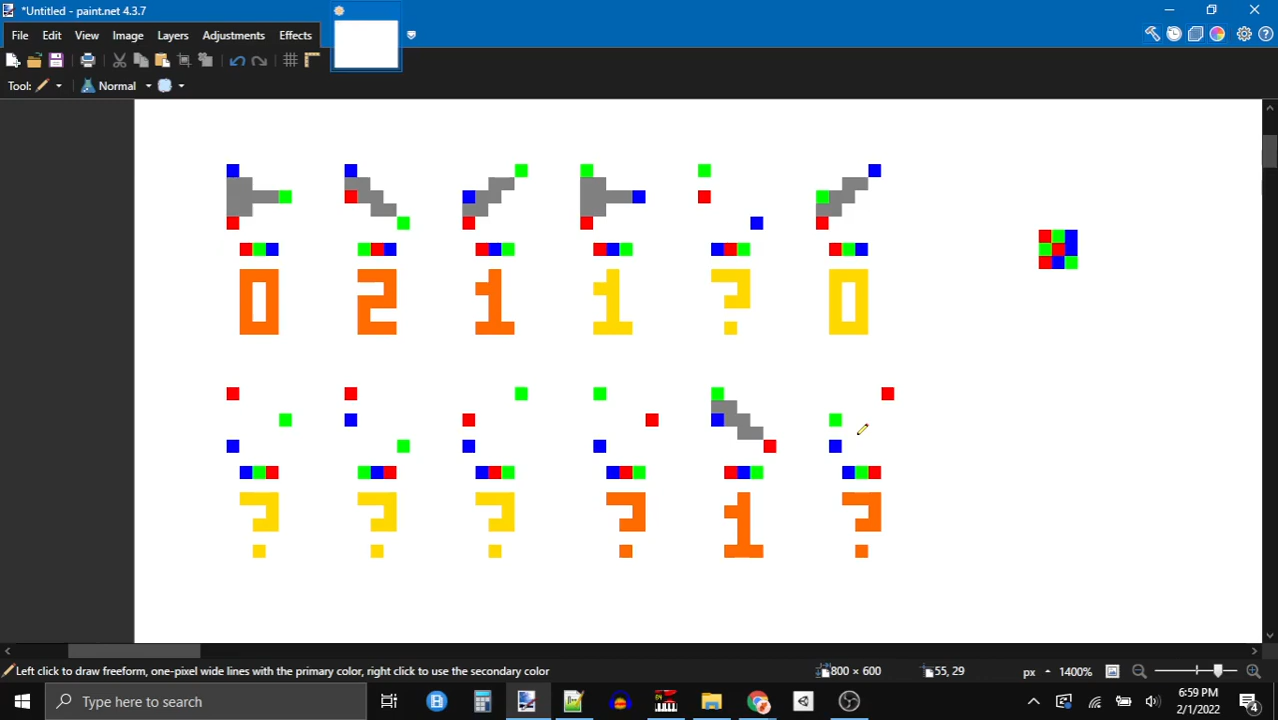 *Untitled - paint.net 4.3.7
File Edit View Image Layers Adjustments Effects
Tool: Normal
0 2 1 1 ? 0
? ? ? ? 1 ?
Left click to draw freeform, one-pixel wide lines with the primary color, right click to use the secondary color 800 × 600 55, 29 px 1400%
Type here to search
6:59 PM
2/1/2022
4